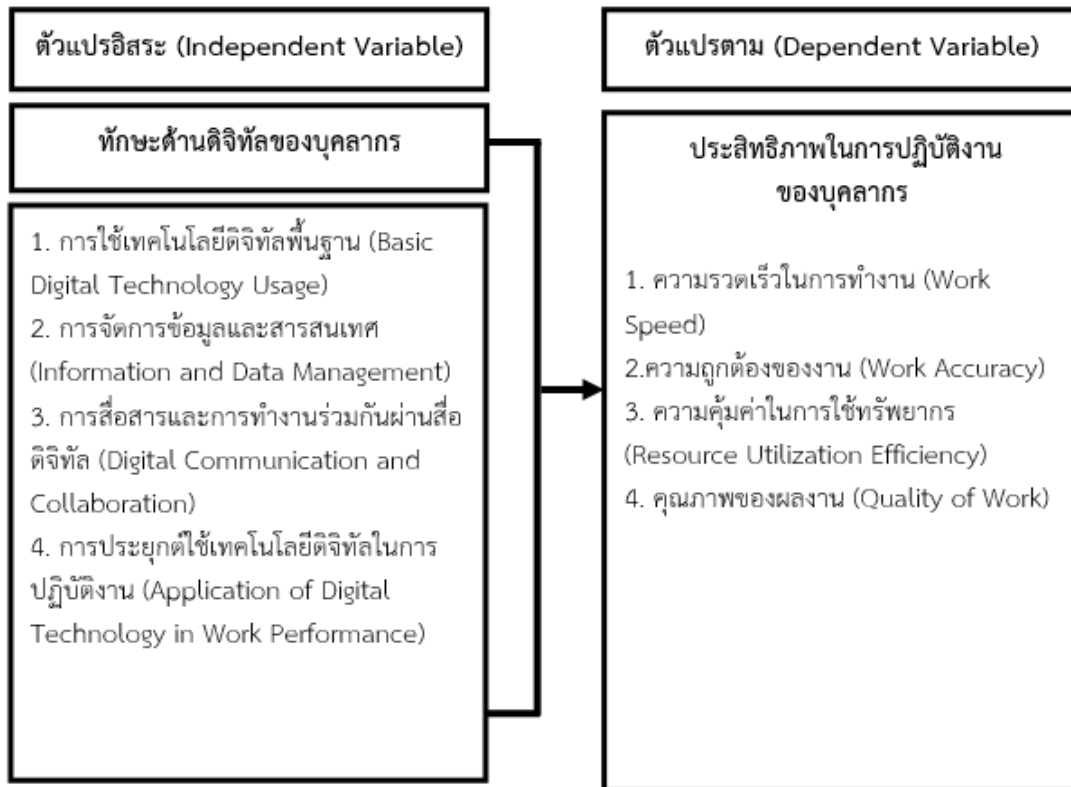 ตัวแปรอิสระ (Independent Variable)
ทักษะด้านดิจิทัลของบุคลากร
1. การใช้เทคโนโลยีดิจิทัลพื้นฐาน (Basic
Digital Technology Usage)
2. การจัดการข้อมูลและสารสนเทศ
(Information and Data Management)
3. การสื่อสารและการทำงานร่วมกันผ่านสื่อ
ดิจิทัล (Digital Communication and
Collaboration)
4. การประยุกต์ใช้เทคโนโลยีดิจิทัลในการ
ปฏิบัติงาน (Application of Digital
Technology in Work Performance)
ตัวแปรตาม (Dependent Variable)
ประสิทธิภาพในการปฏิบัติงาน
ของบุคลากร
1. ความรวดเร็วในการทำงาน (Work
Speed)
2.ความถูกต้องของงาน (Work Accuracy)
3. ความคุ้มค่าในการใช้ทรัพยากร
(Resource Utilization Efficiency)
4. คุณภาพของผลงาน (Quality of Work)